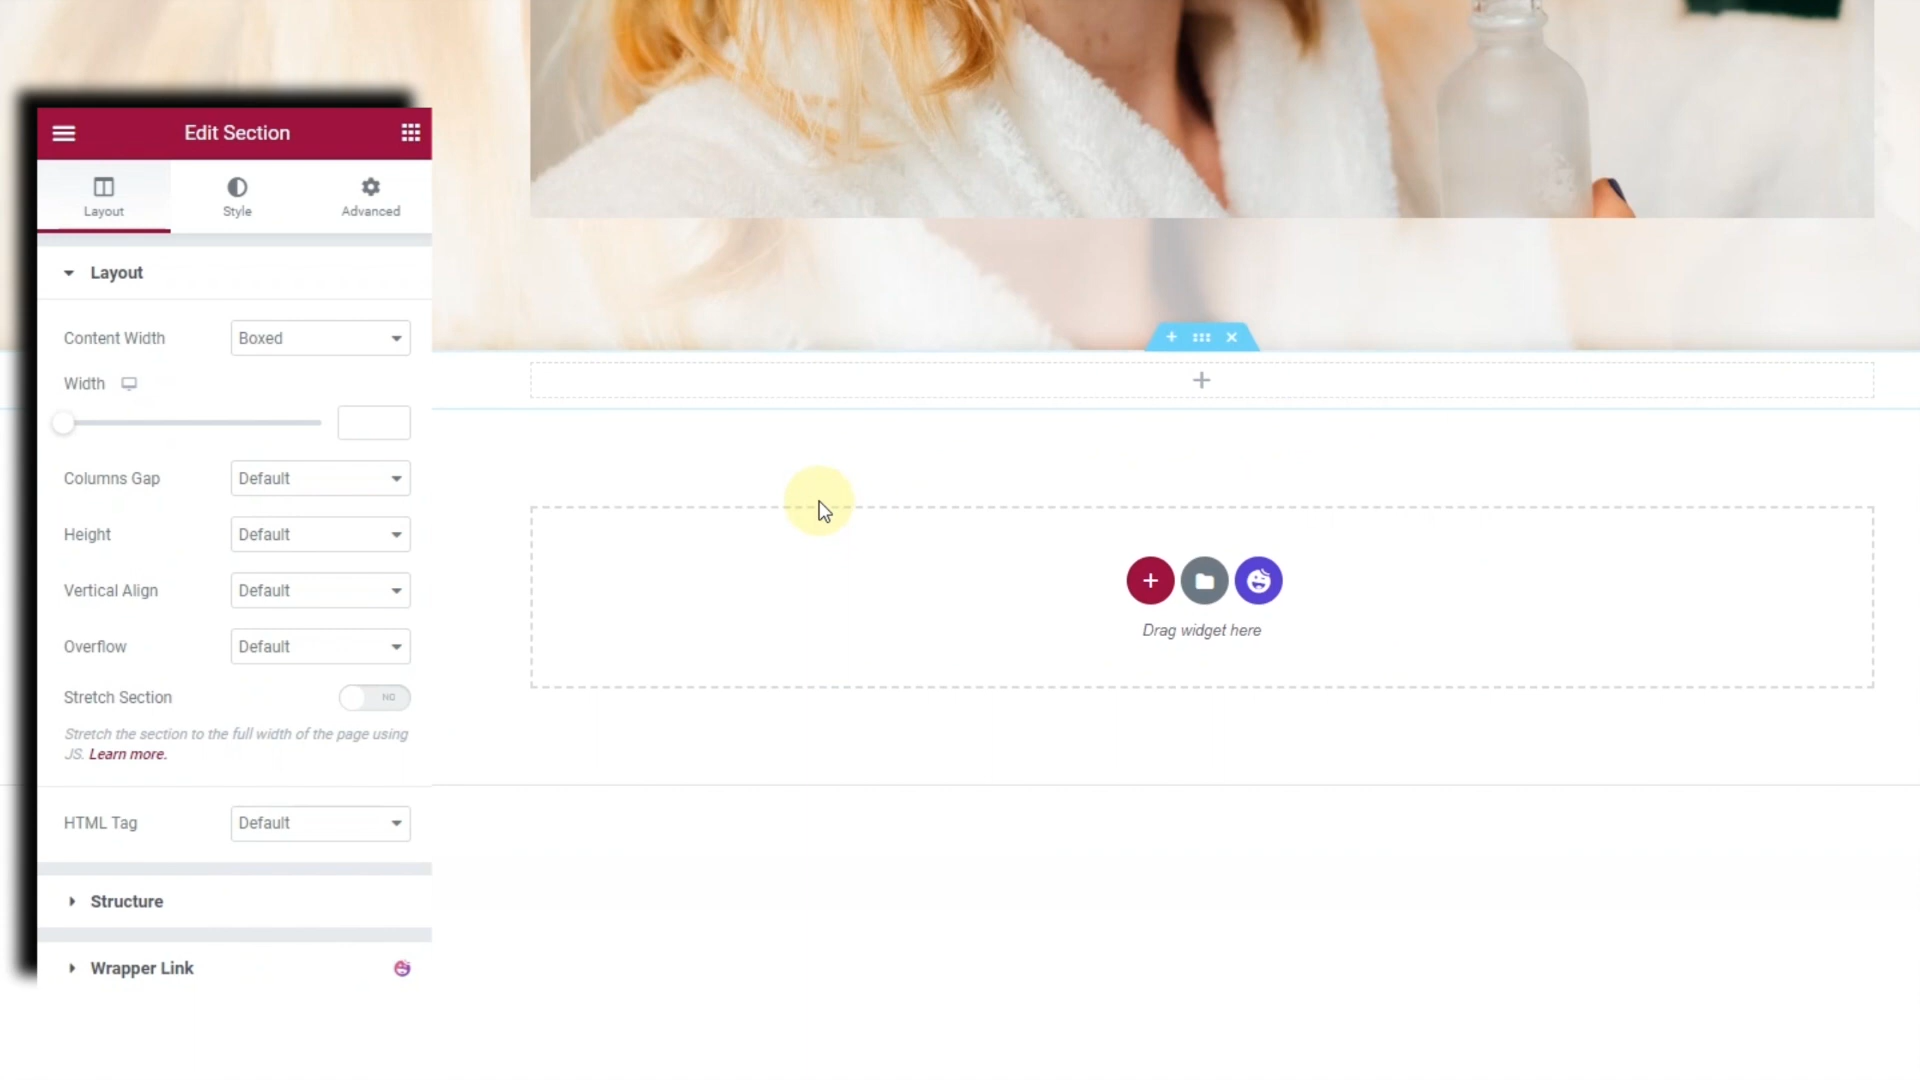 Edit Section
Layout
Style
Advanced
Layout
Content Width
Boxed
Width
Columns Gap
Default
Height
Default
Vertical Align
Default
Overflow
Default
Stretch Section
NO
Stretch the section to the full width of the page using
JS. Learn more.
HTML Tag
Default
Structure
Wrapper Link
Drag widget here